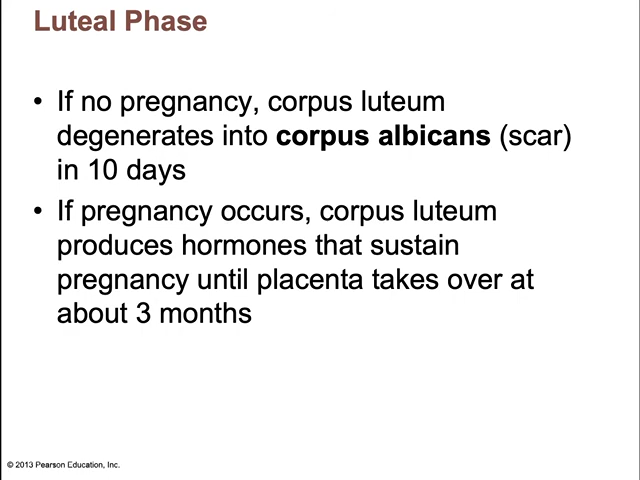 Luteal Phase
• If no pregnancy, corpus luteum
degenerates into corpus albicans (scar)
in 10 days
• If pregnancy occurs, corpus luteum
produces hormones that sustain
pregnancy until placenta takes over at
about 3 months
© 2013 Pearson Education, Inc.